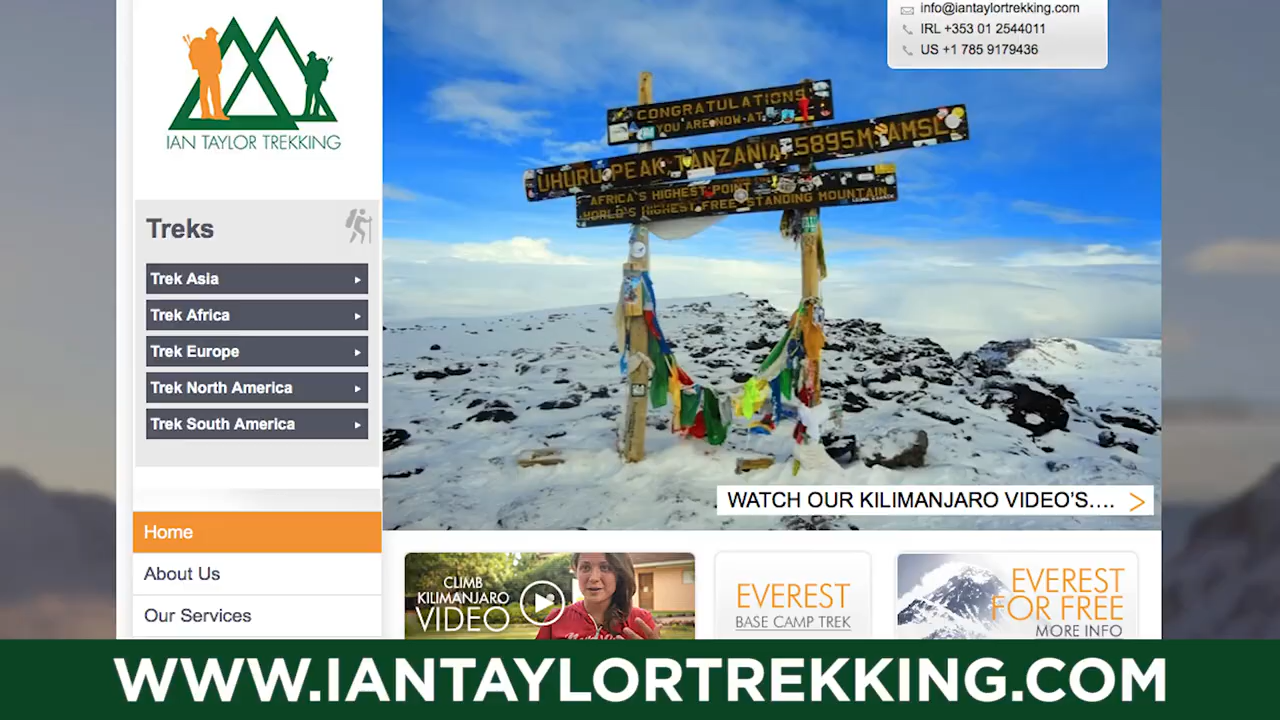 info@iantaylortrekking.com
IRL +353 01 2544011
US +1 785 9179436
IAN TAYLOR TREKKING
CONGRATULATIONS
YOU ARE NOW AT
UHURU PEAK, TANZANIA, 5895M. AMSL.
AFRICA'S HIGHEST POINT
WORLD'S HIGHEST FREE STANDING MOUNTAIN
Treks
Trek Asia
Trek Africa
Trek Europe
Trek North America
Trek South America
WATCH OUR KILIMANJARO VIDEO'S.... >
Home
About Us
Our Services
CLIMB
KILIMANJARO
VIDEO
EVEREST
BASE CAMP TREK
EVEREST
FOR FREE
MORE INFO
WWW.IANTAYLORTREKKING.COM